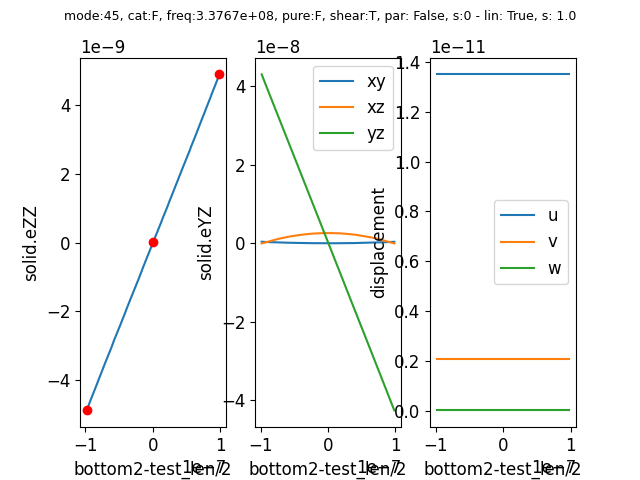 mode:45, cat:F, freq:3.3767e+08, pure:F, shear:T, par: False, s:0 - lin: True, s: 1.0
1e−9
solid.eZZ
4
2
0
−2
−4
−1
0
1
1e−7
bottom2-test_len/2
1e−8
solid.eYZ
4
2
0
−2
−4
xy
xz
yz
−1
0
1
1e−7
bottom2-test_len/2
1e−11
displacement
1.4
1.2
1.0
0.8
0.6
0.4
0.2
0.0
u
v
w
−1
0
1
1e−7
bottom2-test_len/2